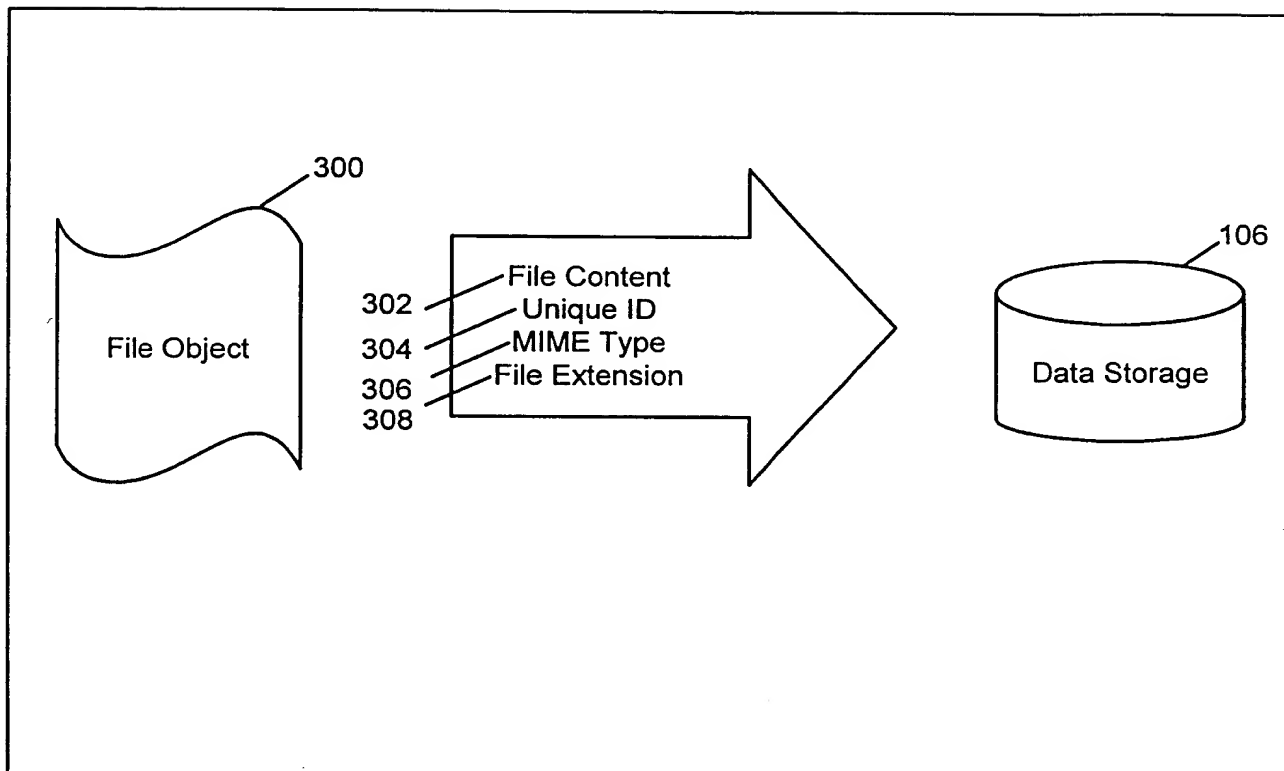 300
106
File Content
302
Unique ID
304
MIME Type
306
File Extension
308
File Object
Data Storage